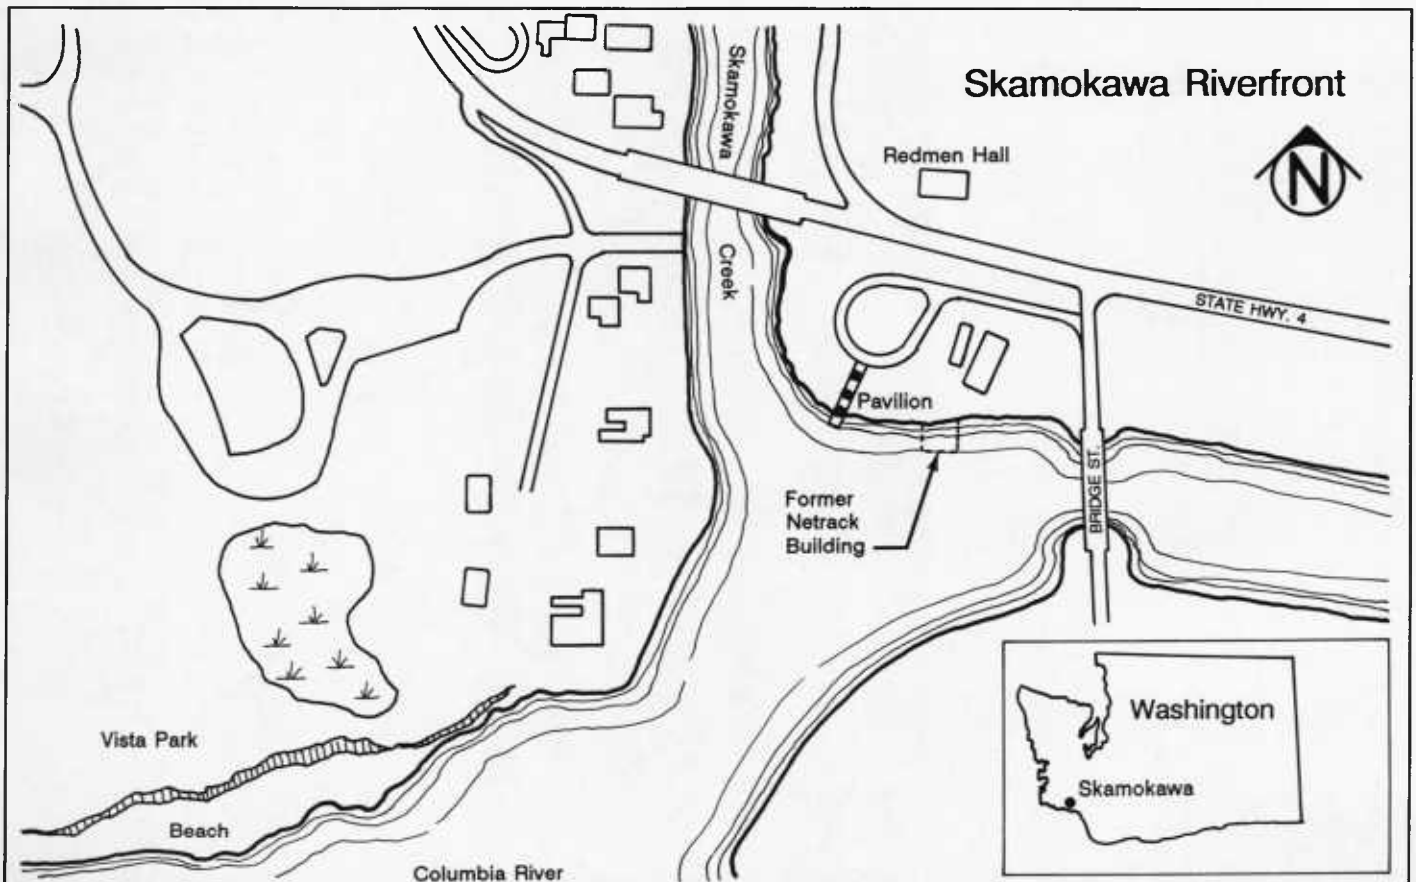 Skamokawa Riverfront
N
Skamokawa
Creek
Redmen Hall
STATE HWY. 4
Pavilion
BRIDGE ST.
Former
Netrack
Building
Vista Park
Beach
Columbia River
Washington
Skamokawa